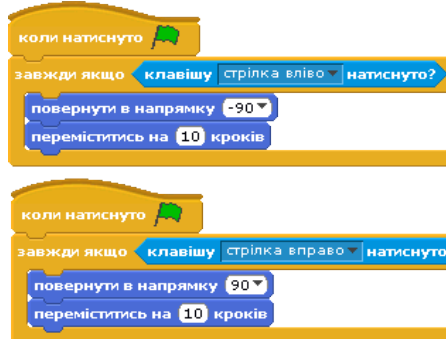 коли натиснуто
завжди якщо клавішу стрілка вліво натиснуто?
повернути в напрямку -90
переміститись на 10 кроків
коли натиснуто
завжди якщо клавішу стрілка вправо натиснуто
повернути в напрямку 90
переміститись на 10 кроків